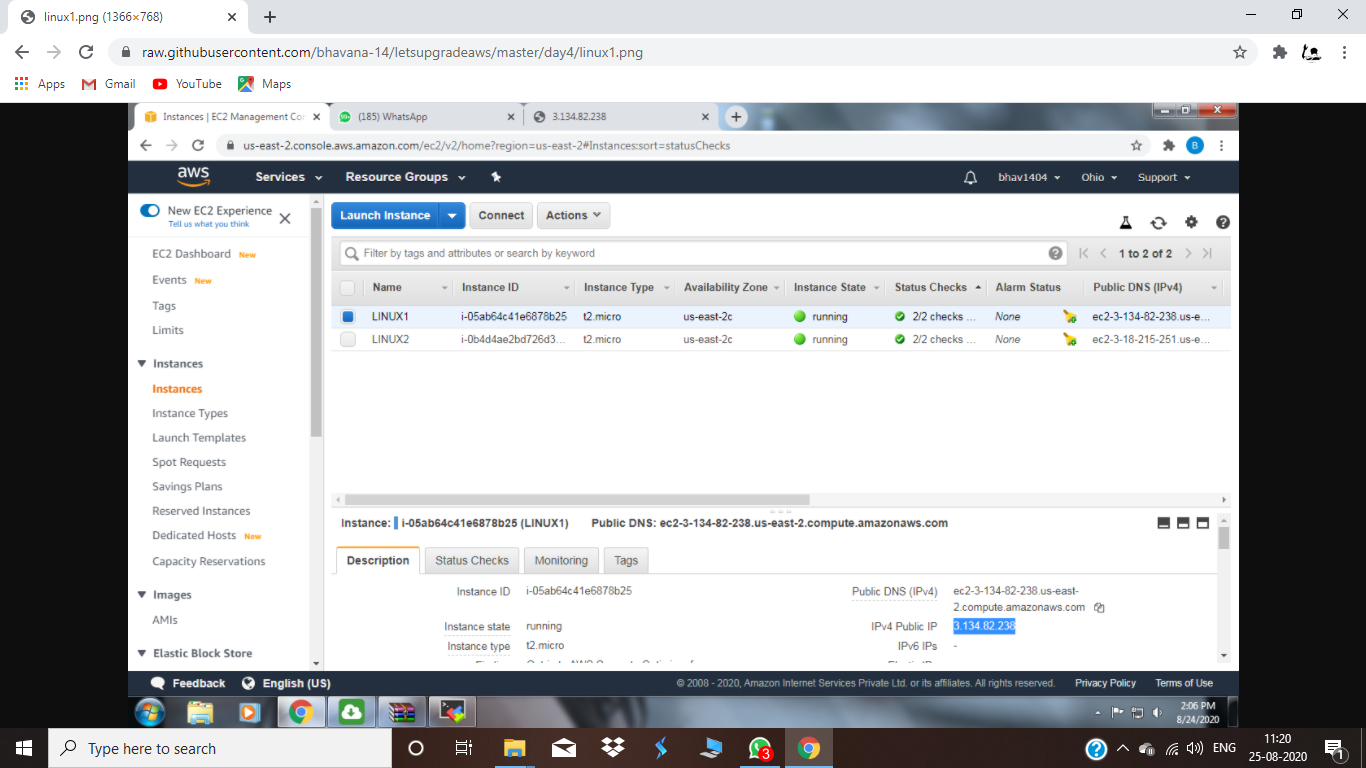 linux1.png (1366×768)
raw.githubusercontent.com/bhavana-14/letsupgradeaws/master/day4/linux1.png
Apps Gmail YouTube Maps
Instances | EC2 Management Cor (185) WhatsApp 3.134.82.238
us-east-2.console.aws.amazon.com/ec2/v2/home?region=us-east-2#Instances:sort=statusChecks
B
aws Services Resource Groups bhav1404 Ohio Support
New EC2 Experience
Tell us what you think
EC2 Dashboard New
Events New
Tags
Limits
Instances
Instances
Instance Types
Launch Templates
Spot Requests
Savings Plans
Reserved Instances
Dedicated Hosts New
Capacity Reservations
Images
AMIs
Elastic Block Store
Launch Instance Connect Actions
Filter by tags and attributes or search by keyword 1 to 2 of 2
Name Instance ID Instance Type Availability Zone Instance State Status Checks Alarm Status Public DNS (IPv4)
LINUX1 i-05ab64c41e6878b25 t2.micro us-east-2c running 2/2 checks ... None ec2-3-134-82-238.us-e...
LINUX2 i-0b4d4ae2bd726d3... t2.micro us-east-2c running 2/2 checks ... None ec2-3-18-215-251.us-e...
Instance: i-05ab64c41e6878b25 (LINUX1) Public DNS: ec2-3-134-82-238.us-east-2.compute.amazonaws.com
Description Status Checks Monitoring Tags
Instance ID i-05ab64c41e6878b25 Public DNS (IPv4) ec2-3-134-82-238.us-east-
2.compute.amazonaws.com
Instance state running IPv4 Public IP 3.134.82.238
Instance type t2.micro IPv6 IPs -
Feedback English (US) © 2008 - 2020, Amazon Internet Services Private Ltd. or its affiliates. All rights reserved. Privacy Policy Terms of Use
2:06 PM
8/24/2020
Type here to search
3
ENG
11:20
25-08-2020
1